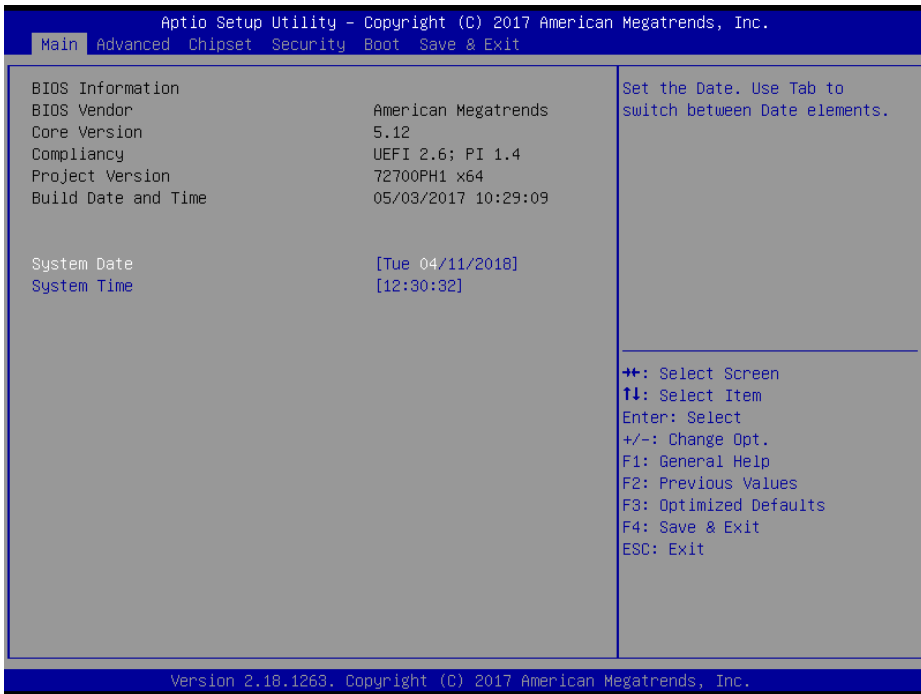 Aptio Setup Utility – Copyright (C) 2017 American Megatrends, Inc.
Main Advanced Chipset Security Boot Save & Exit
BIOS Information
BIOS Vendor American Megatrends
Core Version 5.12
Compliancy UEFI 2.6; PI 1.4
Project Version 72700PH1 x64
Build Date and Time 05/03/2017 10:29:09
System Date [Tue 04/11/2018]
System Time [12:30:32]
Set the Date. Use Tab to
switch between Date elements.
→←: Select Screen
↑↓: Select Item
Enter: Select
+/-: Change Opt.
F1: General Help
F2: Previous Values
F3: Optimized Defaults
F4: Save & Exit
ESC: Exit
Version 2.18.1263. Copyright (C) 2017 American Megatrends, Inc.